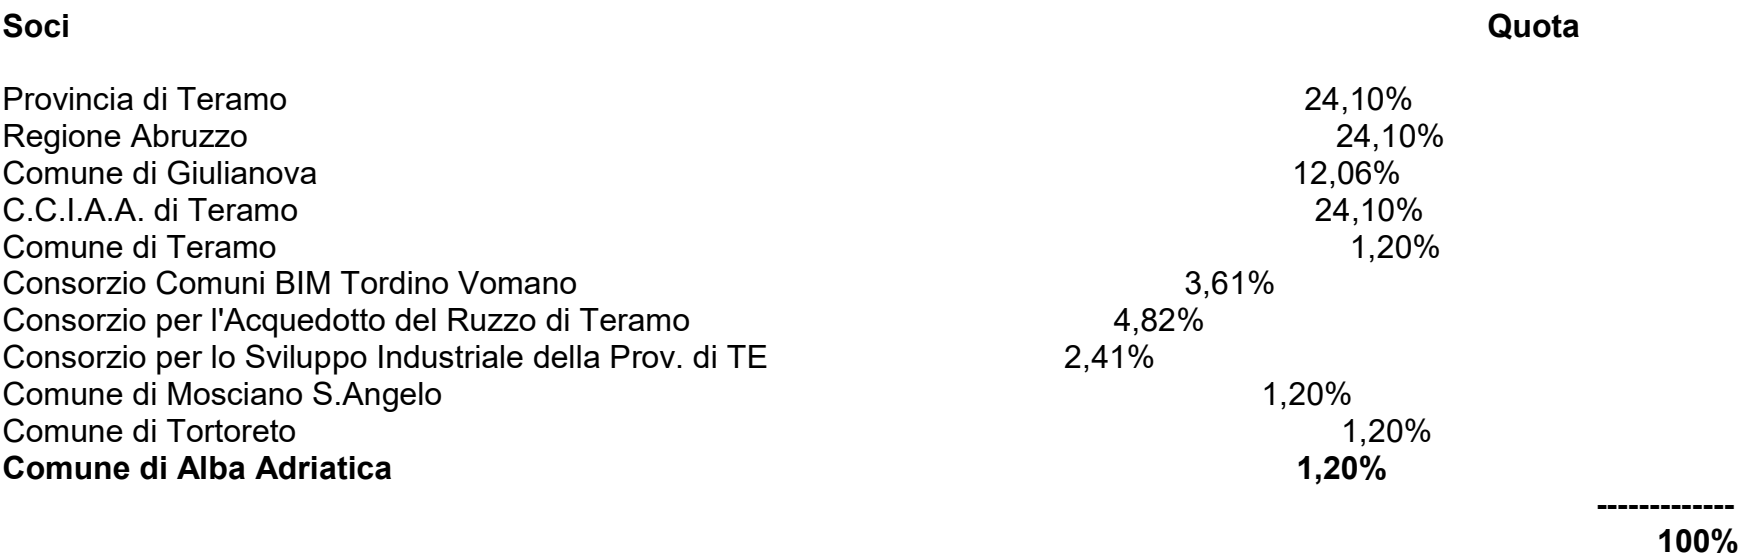 Soci Quota
Provincia di Teramo 24,10%
Regione Abruzzo 24,10%
Comune di Giulianova 12,06%
C.C.I.A.A. di Teramo 24,10%
Comune di Teramo 1,20%
Consorzio Comuni BIM Tordino Vomano 3,61%
Consorzio per l'Acquedotto del Ruzzo di Teramo 4,82%
Consorzio per lo Sviluppo Industriale della Prov. di TE 2,41%
Comune di Mosciano S.Angelo 1,20%
Comune di Tortoreto 1,20%
Comune di Alba Adriatica 1,20%
-------------
100%